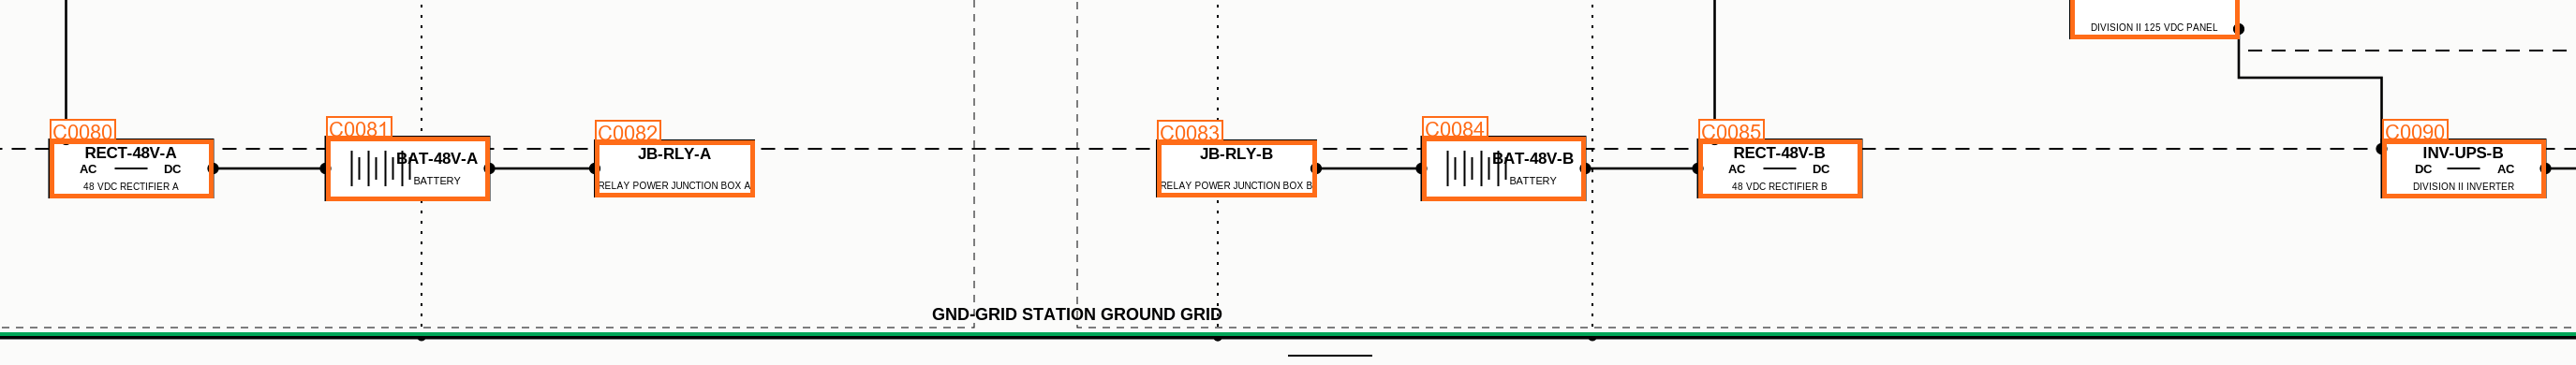 DIVISION II 125 VDC PANEL
C0080
RECT-48V-A
AC DC
48 VDC RECTIFIER A
C0081
BAT-48V-A
BATTERY
C0082
JB-RLY-A
RELAY POWER JUNCTION BOX A
C0083
JB-RLY-B
RELAY POWER JUNCTION BOX B
C0084
BAT-48V-B
BATTERY
C0085
RECT-48V-B
AC DC
48 VDC RECTIFIER B
C0090
INV-UPS-B
DC AC
DIVISION II INVERTER
GND-GRID STATION GROUND GRID